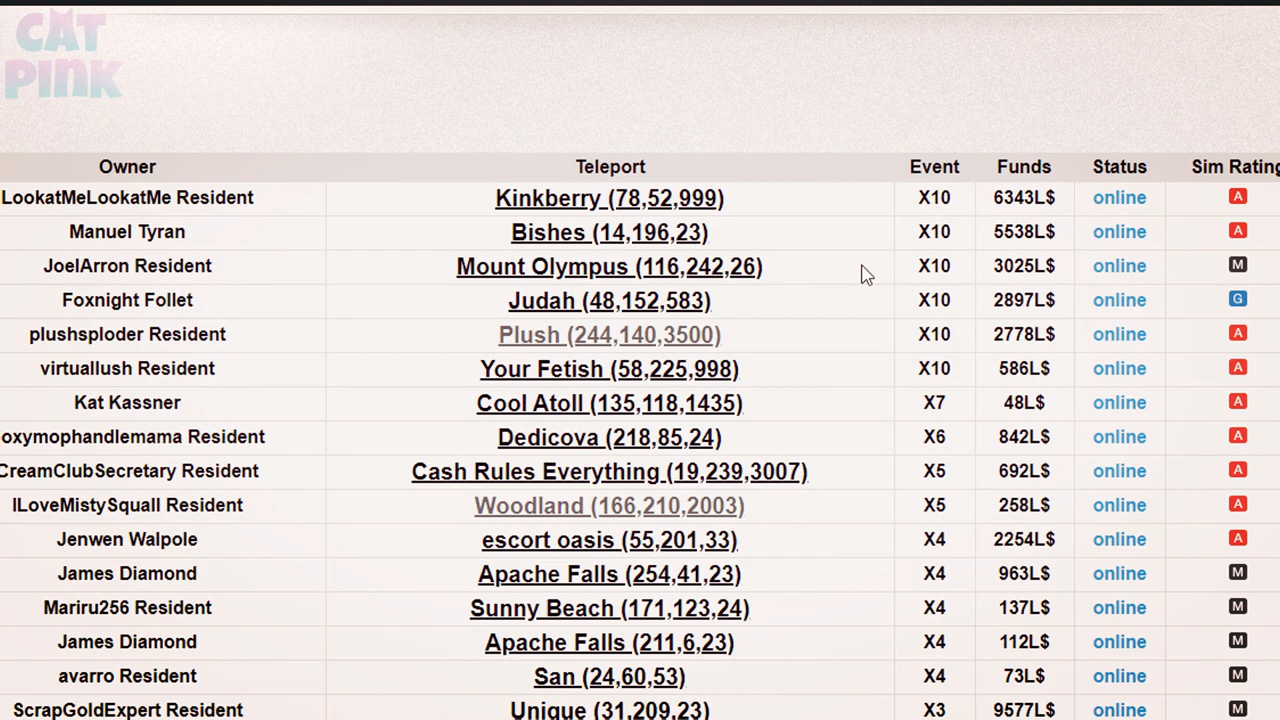 CAT
PINK
Owner Teleport Event Funds Status Sim Rating
LookatMeLookatMe Resident Kinkberry (78,52,999) X10 6343L$ online A
Manuel Tyran Bishes (14,196,23) X10 5538L$ online A
JoelArron Resident Mount Olympus (116,242,26) X10 3025L$ online M
Foxnight Follet Judah (48,152,583) X10 2897L$ online G
plushsploder Resident Plush (244,140,3500) X10 2778L$ online A
virtuallush Resident Your Fetish (58,225,998) X10 586L$ online A
Kat Kassner Cool Atoll (135,118,1435) X7 48L$ online A
oxymophandlemama Resident Dedicova (218,85,24) X6 842L$ online A
CreamClubSecretary Resident Cash Rules Everything (19,239,3007) X5 692L$ online A
ILoveMistySquall Resident Woodland (166,210,2003) X5 258L$ online A
Jenwen Walpole escort oasis (55,201,33) X4 2254L$ online A
James Diamond Apache Falls (254,41,23) X4 963L$ online M
Mariru256 Resident Sunny Beach (171,123,24) X4 137L$ online M
James Diamond Apache Falls (211,6,23) X4 112L$ online M
avarro Resident San (24,60,53) X4 73L$ online M
ScrapGoldExpert Resident Unique (31,209,23) X3 9577L$ online M